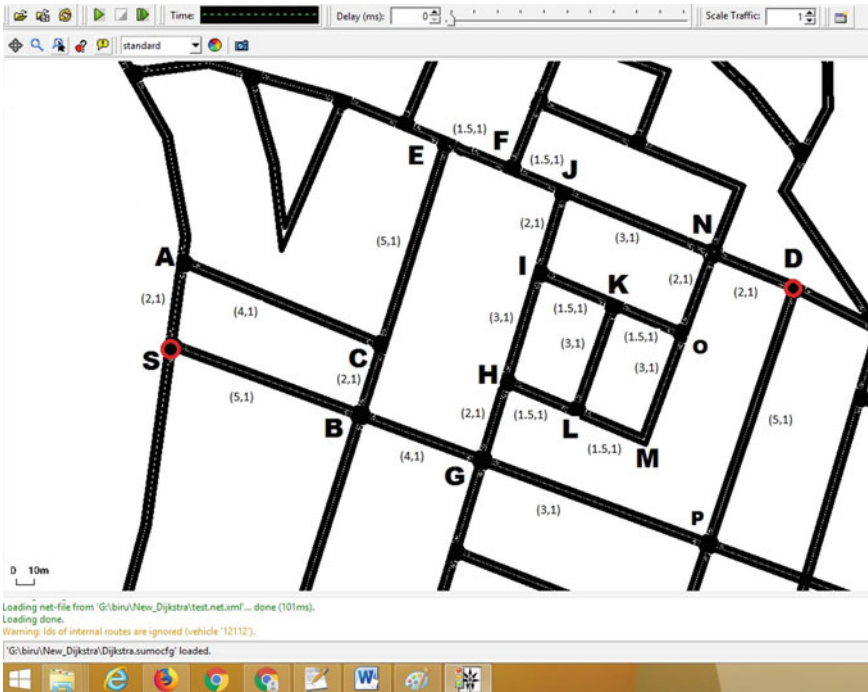 Time:
Delay (ms): 0
Scale Traffic: 1
standard
E
(1.5,1)
F
(1.5,1)
J
(2,1)
N
(3,1)
D
(5,1)
A
I
(2,1)
(2,1)
K
(2,1)
(4,1)
(1.5,1)
(3,1)
(1.5,1)
O
S
C
(3,1)
(3,1)
H
(2,1)
(5,1)
(2,1)
(1.5,1)
L
(5,1)
B
(1.5,1)
M
(4,1)
G
(3,1)
P
0 10m
Loading net-file from 'G:\biru\New_Dijkstra\test.net.xml'... done (101ms).
Loading done.
Warning: Ids of internal routes are ignored (vehicle '12112').
'G:\biru\New_Dijkstra\Dijkstra.sumocfg' loaded.